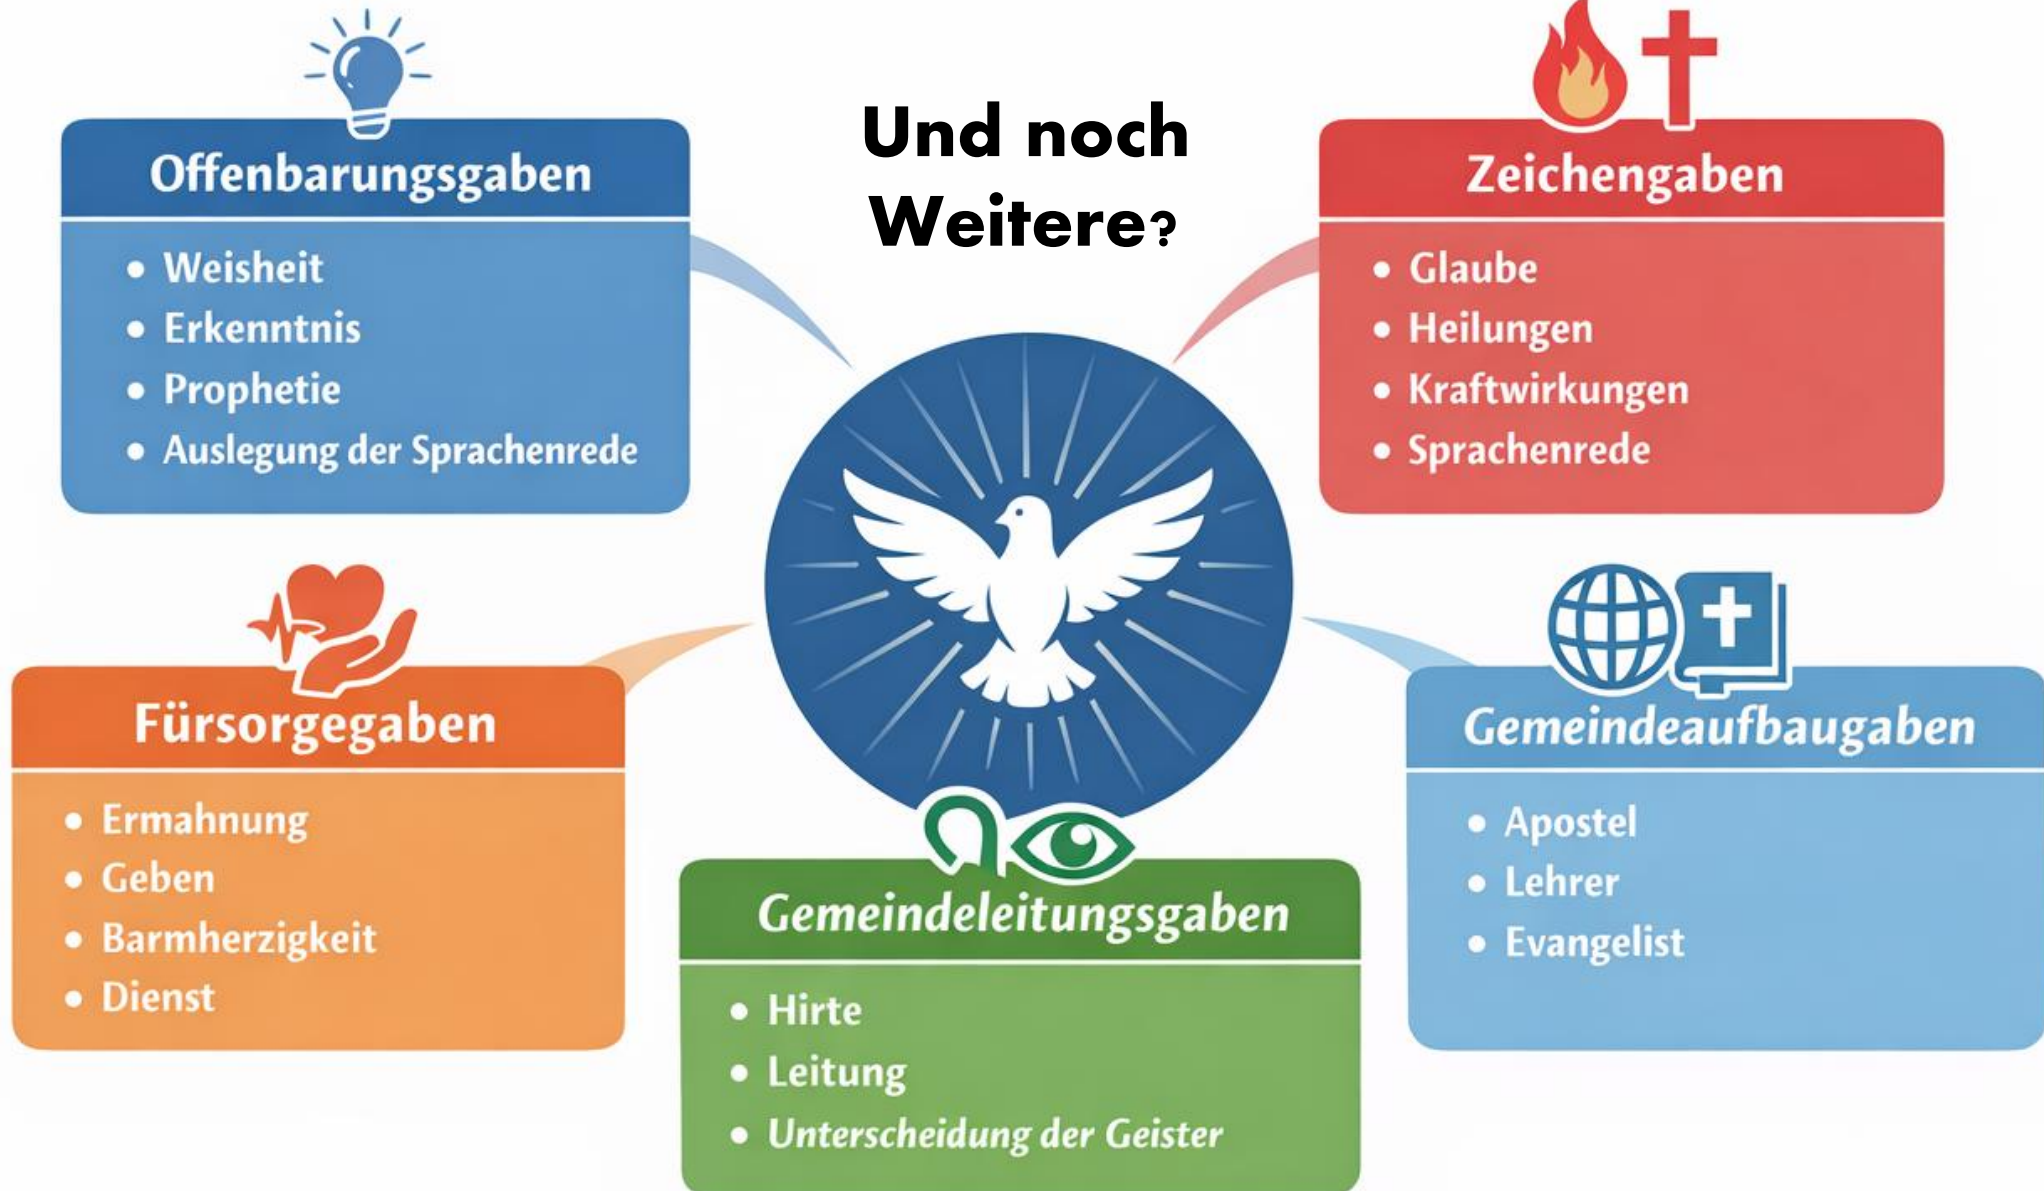 Und noch
Weitere?
Offenbarungsgaben
• Weisheit
• Erkenntnis
• Prophetie
• Auslegung der Sprachenrede
Zeichengaben
• Glaube
• Heilungen
• Kraftwirkungen
• Sprachenrede
Fürsorgegaben
• Ermahnung
• Geben
• Barmherzigkeit
• Dienst
Gemeindeleitungsgaben
• Hirte
• Leitung
• Unterscheidung der Geister
Gemeindeaufbaugaben
• Apostel
• Lehrer
• Evangelist